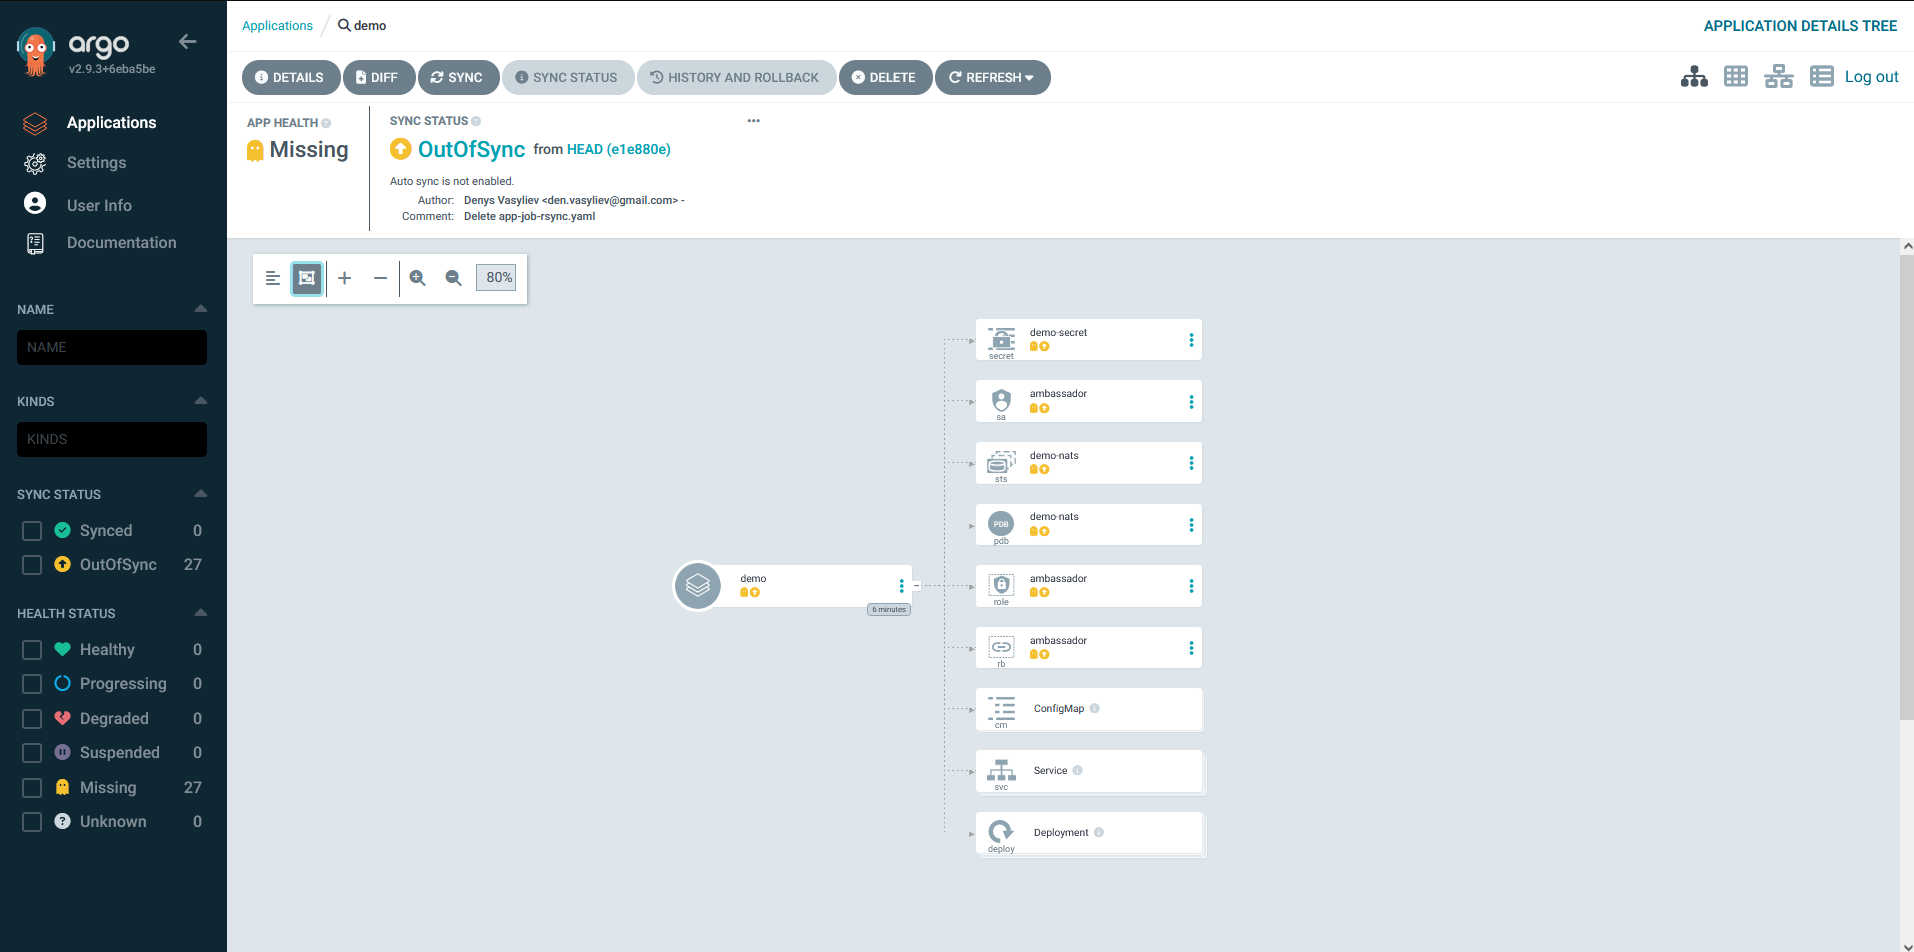 argo
v2.9.3+6eba5be
Applications
Settings
User Info
Documentation
NAME
NAME
KINDS
KINDS
SYNC STATUS
Synced 0
OutOfSync 27
HEALTH STATUS
Healthy 0
Progressing 0
Degraded 0
Suspended 0
Missing 27
Unknown 0
Applications / demo
APPLICATION DETAILS TREE
DETAILS DIFF SYNC SYNC STATUS HISTORY AND ROLLBACK DELETE REFRESH
Log out
APP HEALTH
Missing
SYNC STATUS
OutOfSync from HEAD (e1e880e)
Auto sync is not enabled.
Author: Denys Vasyliev <den.vasyliev@gmail.com> -
Comment: Delete app-job-rsync.yaml
80%
demo
6 minutes
demo-secret
secret
ambassador
sa
demo-nats
sts
demo-nats
PDB
pdb
ambassador
role
ambassador
rb
ConfigMap
cm
Service
svc
Deployment
deploy